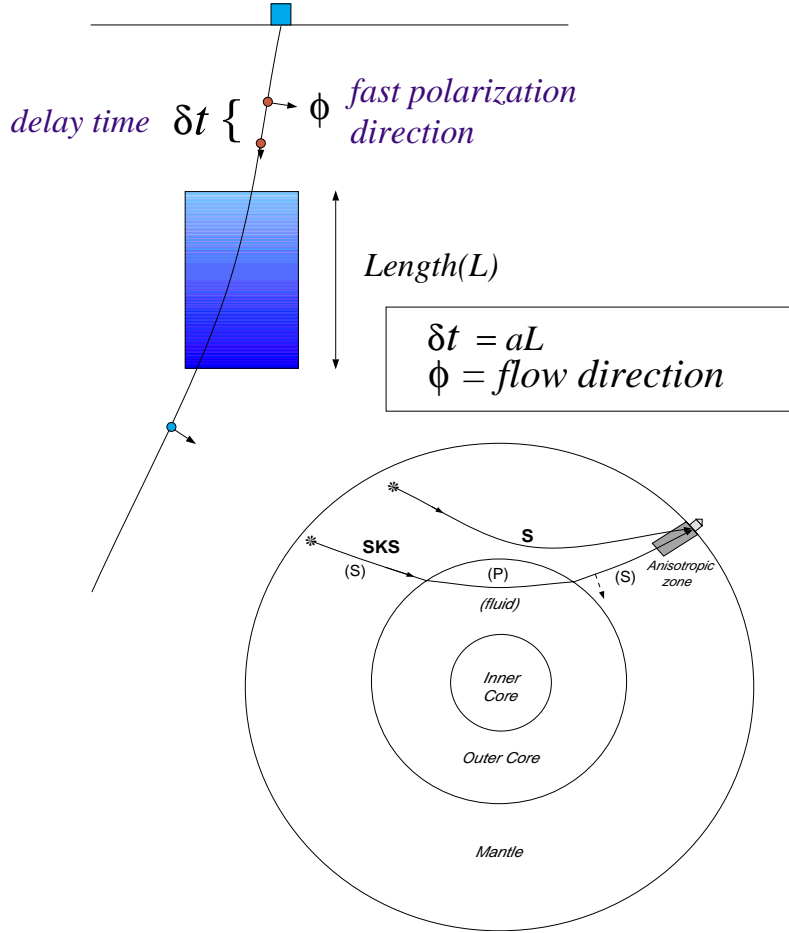 delay time δt { ϕ fast polarization
direction
Length(L)
δt = aL
ϕ = flow direction
S
SKS
(S)
(P)
(S)
Anisotropic
zone
(fluid)
Inner
Core
Outer Core
Mantle